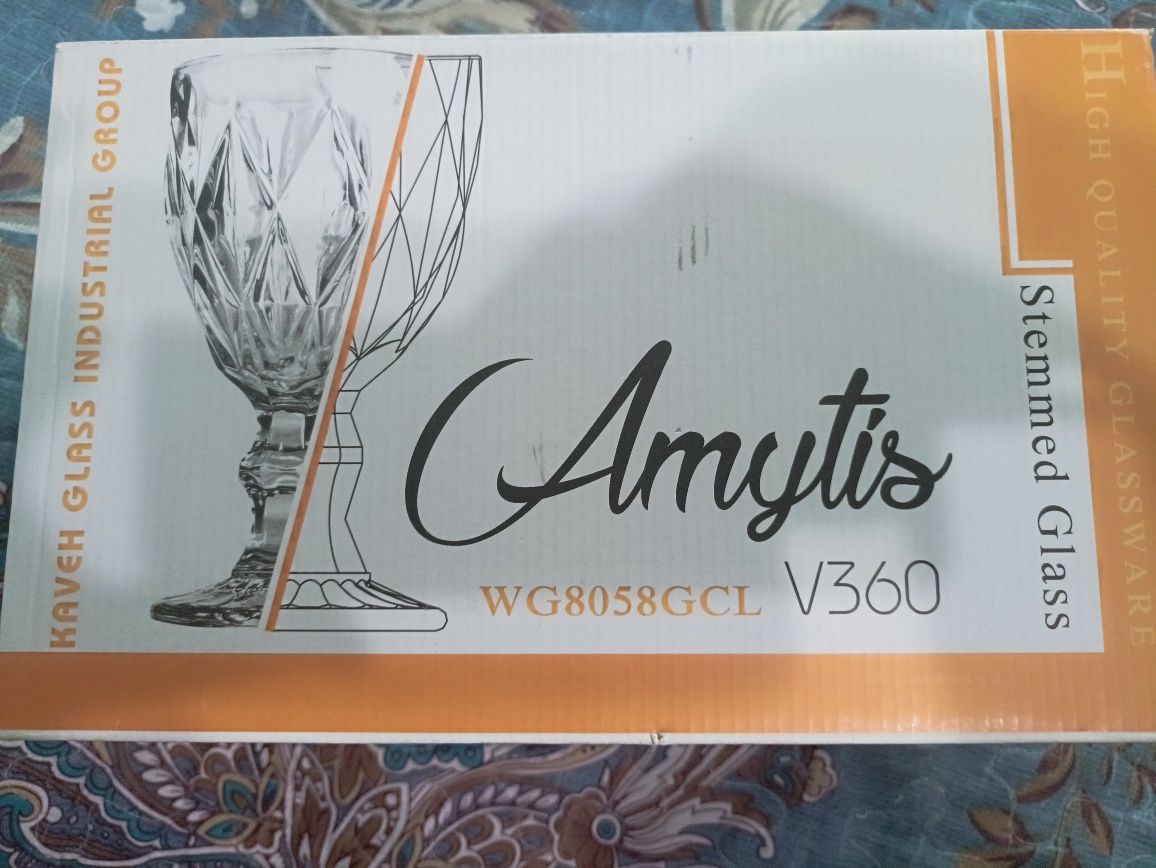 KAVEH GLASS INDUSTRIAL GROUP
Amytis
WG8058GCL V360
Stemmed Glass
HIGH QUALITY GLASSWARE